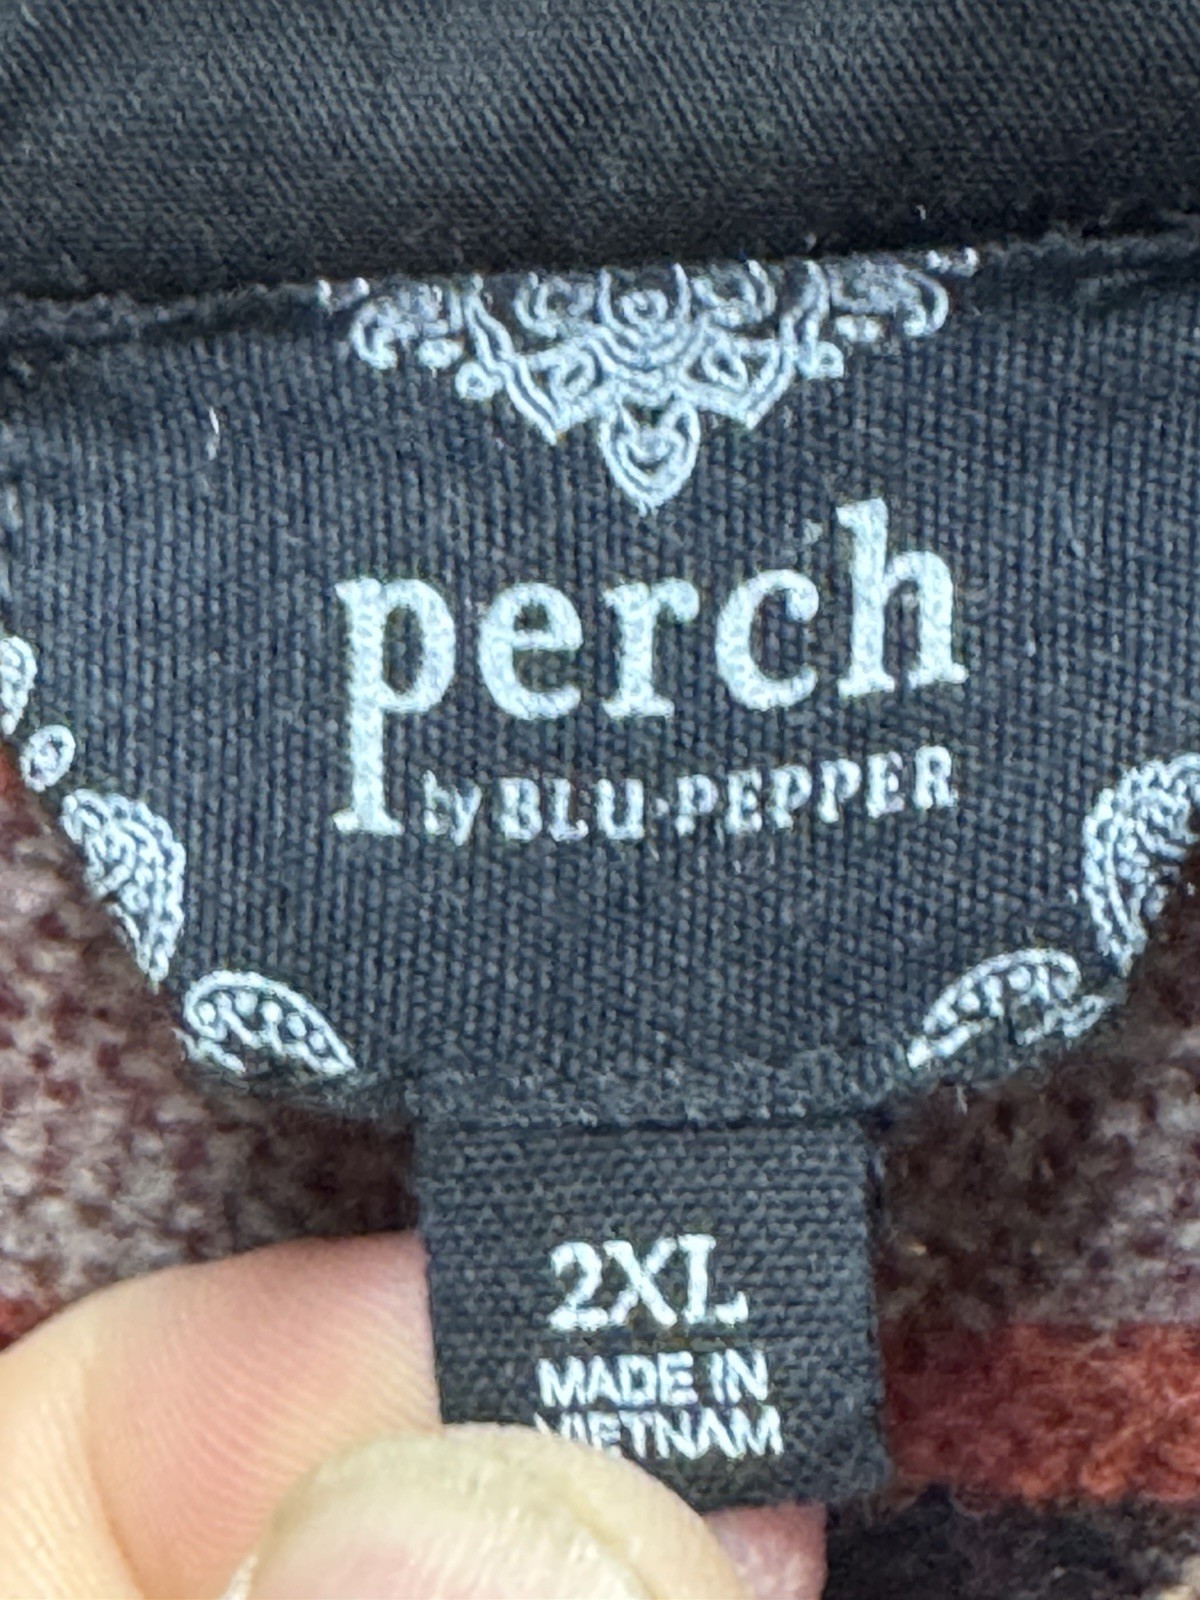 perch
by BLU PEPPER
2XL
MADE IN
VIETNAM